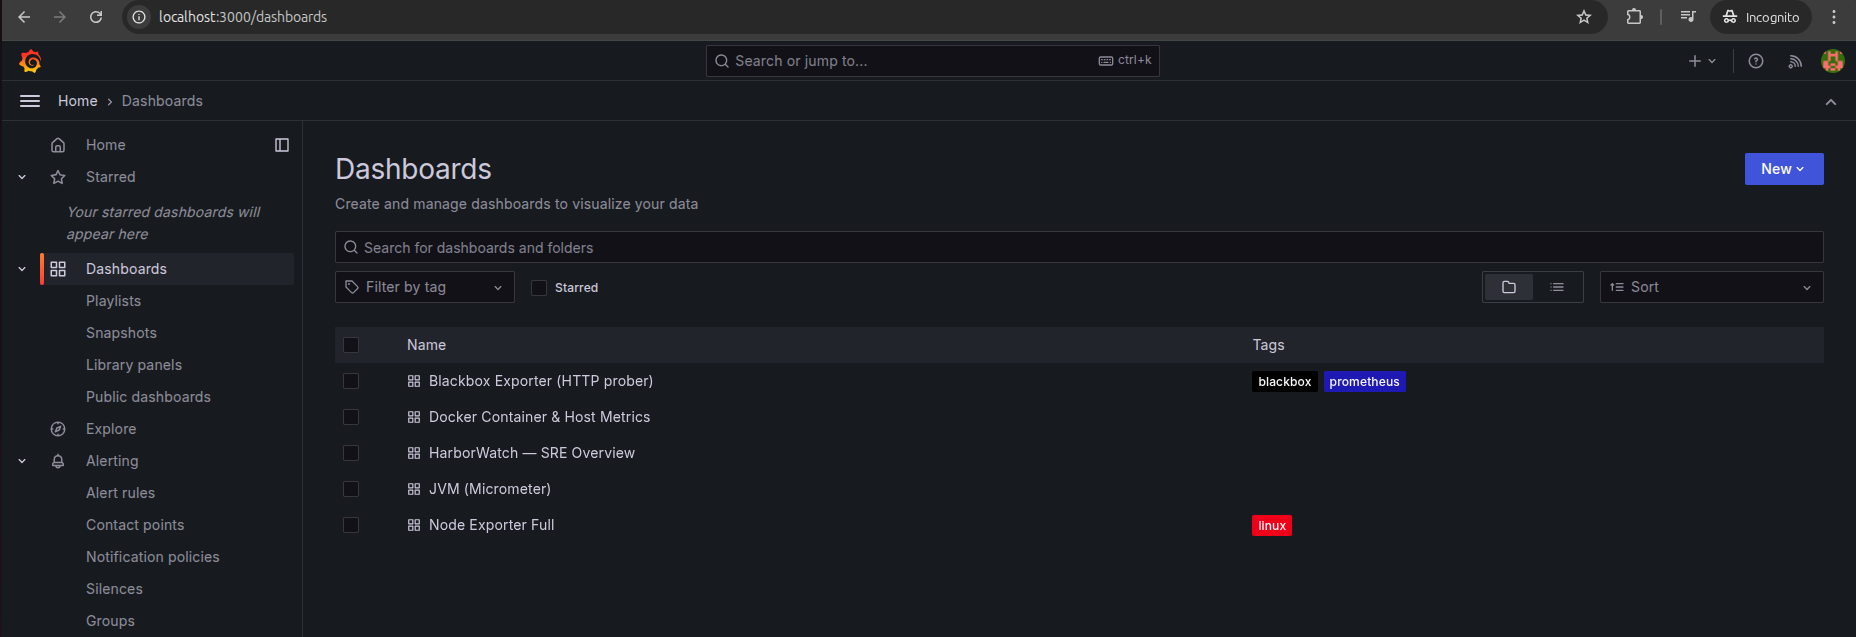 localhost:3000/dashboards
Incognito
Search or jump to...
ctrl+k
Home › Dashboards
Home
Starred
Your starred dashboards will
appear here
Dashboards
Playlists
Snapshots
Library panels
Public dashboards
Explore
Alerting
Alert rules
Contact points
Notification policies
Silences
Groups
Dashboards
New
Create and manage dashboards to visualize your data
Search for dashboards and folders
Filter by tag
Starred
Sort
Name Tags
Blackbox Exporter (HTTP prober) blackbox prometheus
Docker Container & Host Metrics
HarborWatch — SRE Overview
JVM (Micrometer)
Node Exporter Full linux